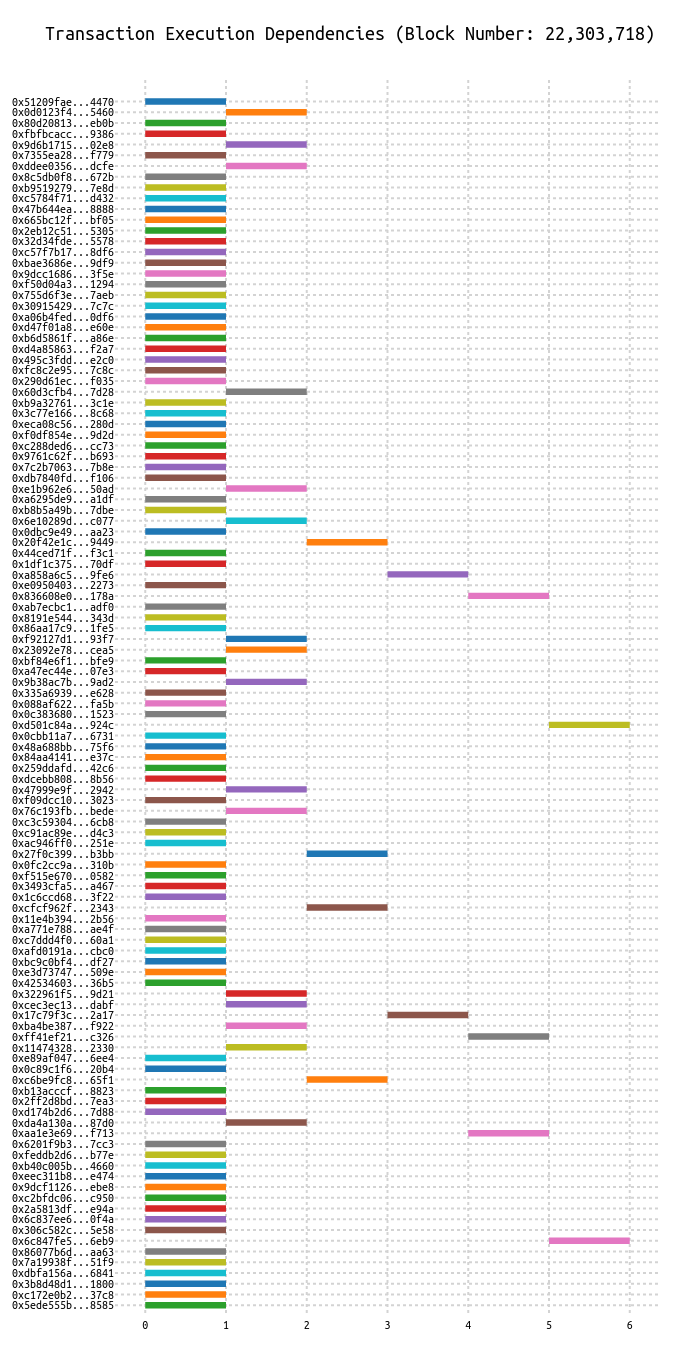 Transaction Execution Dependencies (Block Number: 22,303,718)
0x51209fae...4470
0x0d0123f4...5460
0x80d20813...eb0b
0xfbfbcacc...9386
0x9d6b1715...02e8
0x7355ea28...f779
0xddee0356...dcfe
0x8c5db0f8...672b
0xb9519279...7e8d
0xc5784f71...d432
0x47b644ea...8888
0x665bc12f...bf05
0x2eb12c51...5305
0x32d34fde...5578
0xc57f7b17...8df6
0xbae3686e...9df9
0x9dcc1686...3f5e
0xf50d04a3...1294
0x755d6f3e...7aeb
0x30915429...7c7c
0xa06b4fed...0df6
0xd47f01a8...e60e
0xb6d5861f...a86e
0xd4a85863...f2a7
0x495c3fdd...e2c0
0xfc8c2e95...7c8c
0x290d61ec...f035
0x60d3cfb4...7d28
0xb9a32761...3c1e
0x3c77e166...8c68
0xeca08c56...280d
0xf0df854e...9d2d
0xc288ded6...cc73
0x9761c62f...b693
0x7c2b7063...7b8e
0xdb7840fd...f106
0xe1b962e6...50ad
0xa6295de9...a1df
0xb8b5a49b...7dbe
0x6e10289d...c077
0x0dbc9e49...aa23
0x20f42e1c...9449
0x44ced71f...f3c1
0x1df1c375...70df
0xa858a6c5...9fe6
0xe0950403...2273
0x836608e0...178a
0xab7ecbc1...adf0
0x8191e544...343d
0x86aa17c9...1fe5
0xf92127d1...93f7
0x23092e78...cea5
0xbf84e6f1...bfe9
0xa47ec44e...07e3
0x9b38ac7b...9ad2
0x335a6939...e628
0x088af622...fa5b
0x0c383680...1523
0xd501c84a...924c
0x0cbb11a7...6731
0x48a688bb...75f6
0x84aa4141...e37c
0x259ddafd...42c6
0xdcebb808...8b56
0x47999e9f...2942
0xf09dcc10...3023
0x76c193fb...bede
0xc3c59304...6cb8
0xc91ac89e...d4c3
0xac946ff0...251e
0x27f0c399...b3bb
0x0fc2cc9a...310b
0xf515e670...0582
0x3493cfa5...a467
0x1c6ccd68...3f22
0xcfcf962f...2343
0x11e4b394...2b56
0xa771e788...ae4f
0xc7ddd4f0...60a1
0xafd0191a...cbc0
0xbc9c0bf4...df27
0xe3d73747...509e
0x42534603...36b5
0x322961f5...9d21
0xcec3ec13...dabf
0x17c79f3c...2a17
0xba4be387...f922
0xff41ef21...c326
0x11474328...2330
0xe89af047...6ee4
0x0c89c1f6...20b4
0xc6be9fc8...65f1
0xb13acccf...8823
0x2ff2d8bd...7ea3
0xd174b2d6...7d88
0xda4a130a...87d0
0xaa1e3e69...f713
0x6201f9b3...7cc3
0xfeddb2d6...b77e
0xb40c005b...4660
0xeec311b8...e474
0x9dcf1126...ebe8
0xc2bfdc06...c950
0x2a5813df...e94a
0x6c837ee6...0f4a
0x306c582c...5e58
0x6c847fe5...6eb9
0x86077b6d...aa63
0x7a19938f...51f9
0xdbfa156a...6841
0x3b8d48d1...1800
0xc172e0b2...37c8
0x5ede555b...8585
0 1 2 3 4 5 6